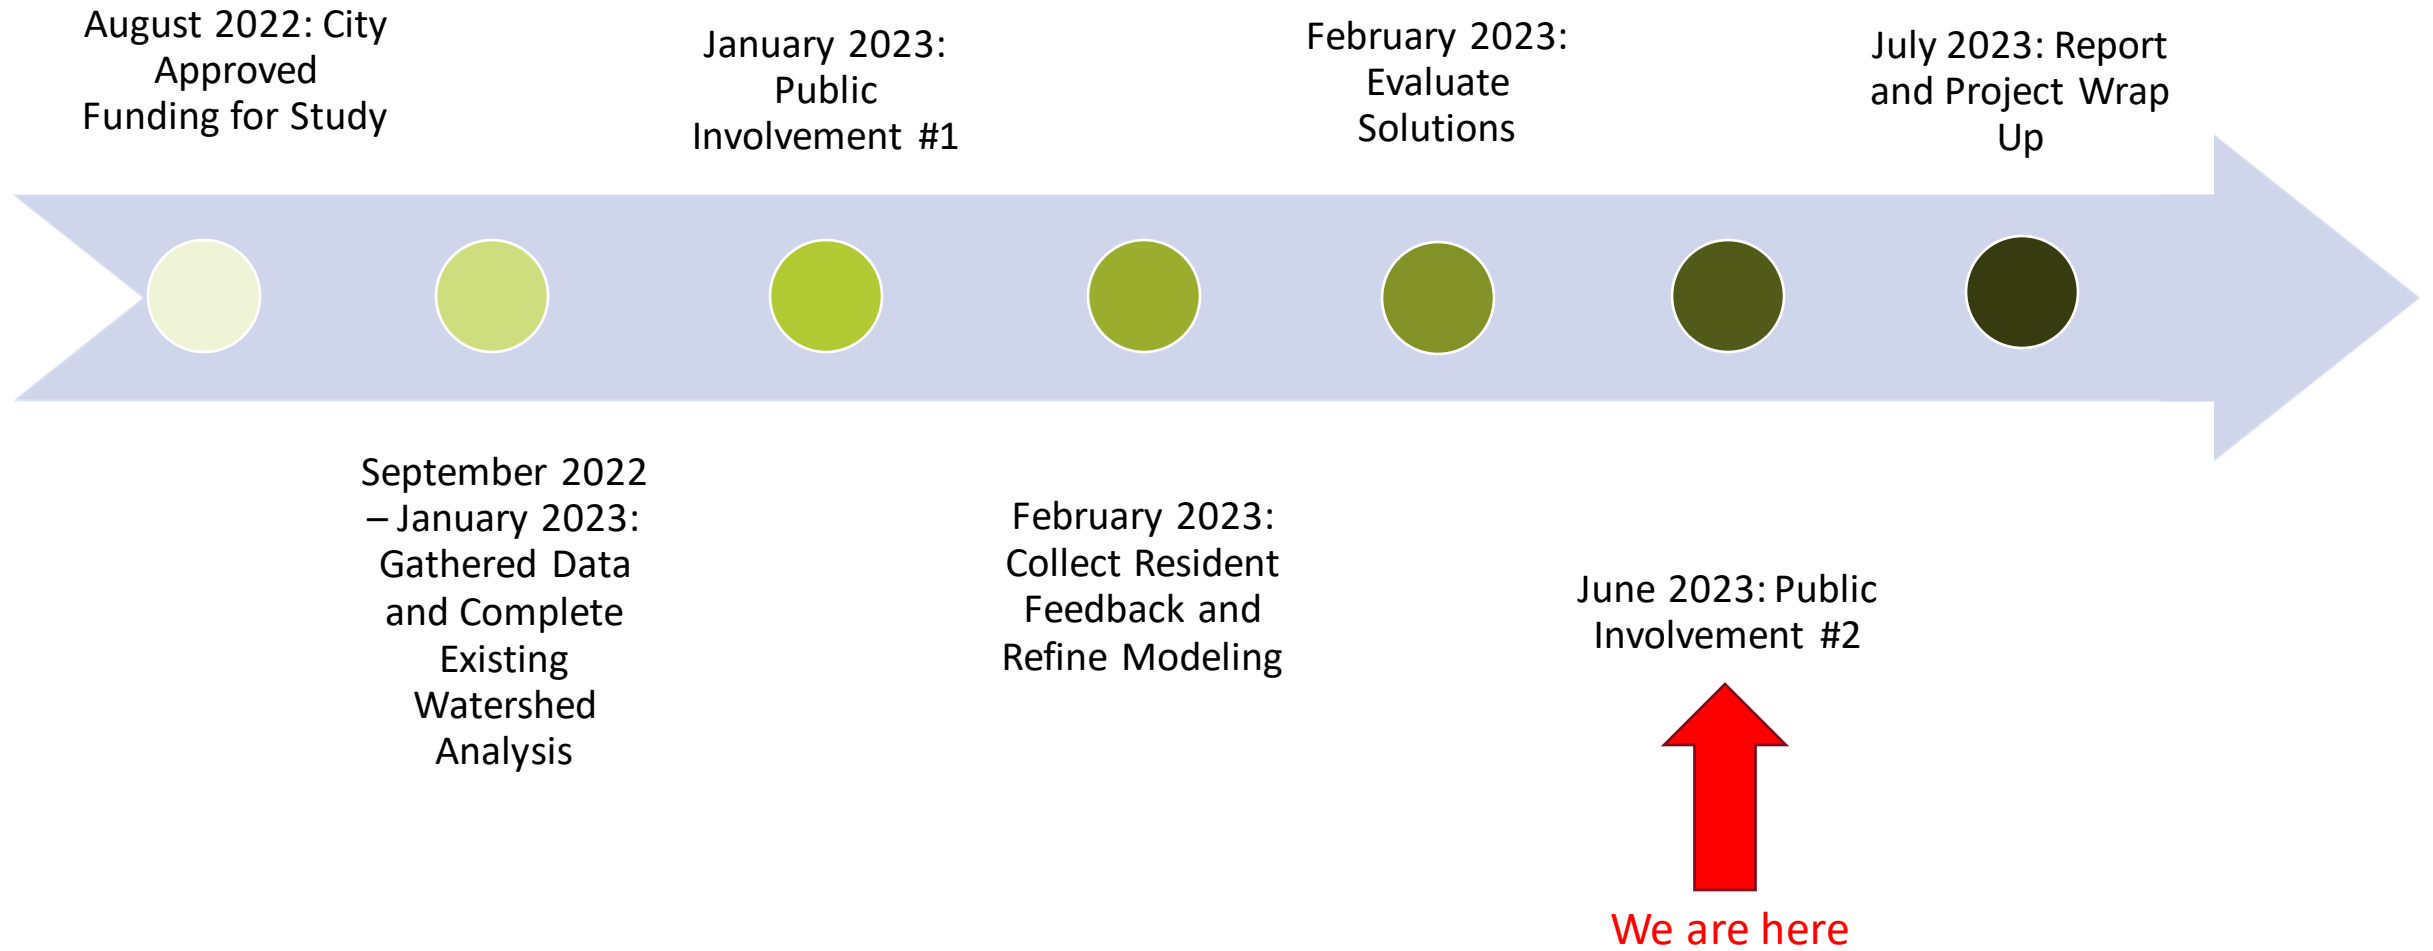 August 2022: City
Approved
Funding for Study
September 2022
– January 2023:
Gathered Data
and Complete
Existing
Watershed
Analysis
January 2023:
Public
Involvement #1
February 2023:
Collect Resident
Feedback and
Refine Modeling
February 2023:
Evaluate
Solutions
June 2023: Public
Involvement #2
We are here
July 2023: Report
and Project Wrap
Up